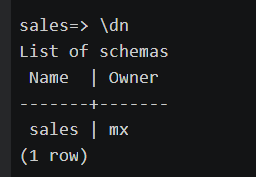 sales=> \dn
List of schemas
 Name  | Owner
-------+-------
 sales | mx
(1 row)